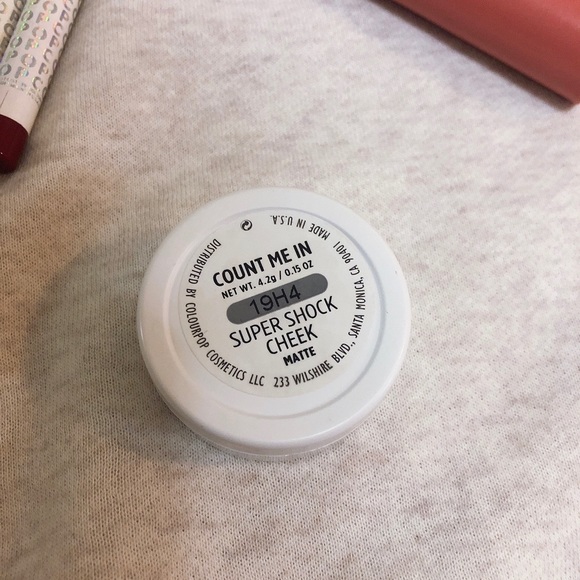 COUNT ME IN
NET WT. 4.2g / 0.15 OZ
19H4
SUPER SHOCK
CHEEK
MATTE
DISTRIBUTED BY COLOURPOP COSMETICS LLC 233 WILSHIRE BLVD., SANTA MONICA, CA 90401 MADE IN U.S.A.